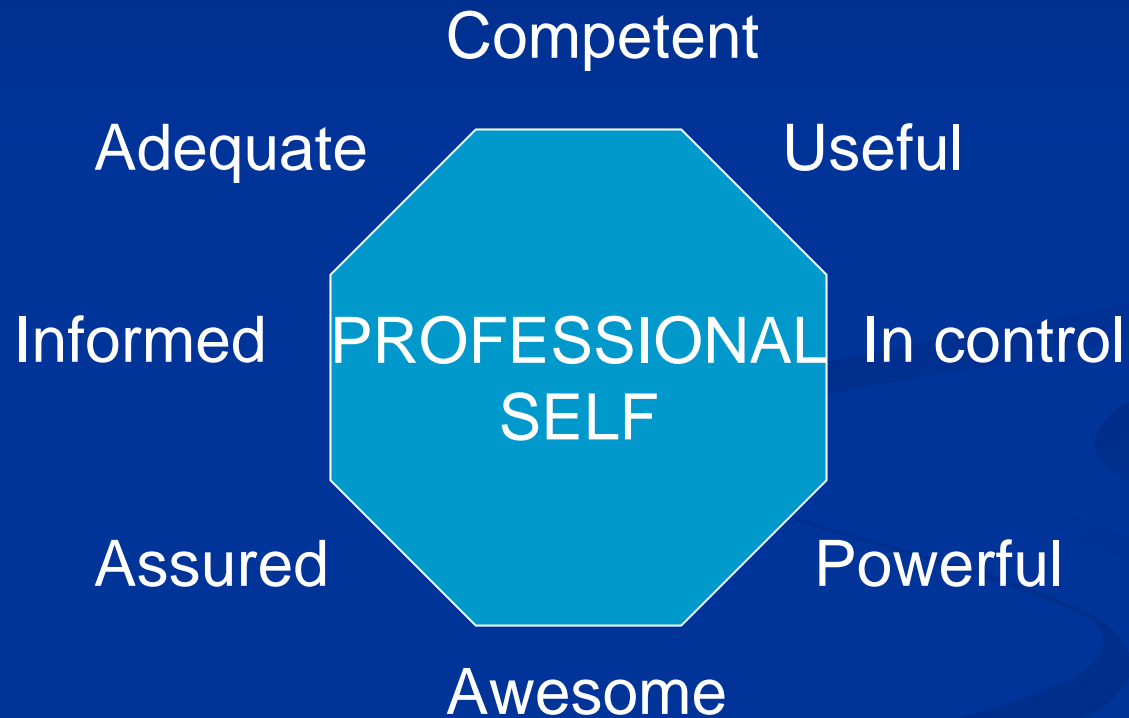 Competent
Adequate
Useful
Informed
PROFESSIONAL
SELF
In control
Assured
Powerful
Awesome